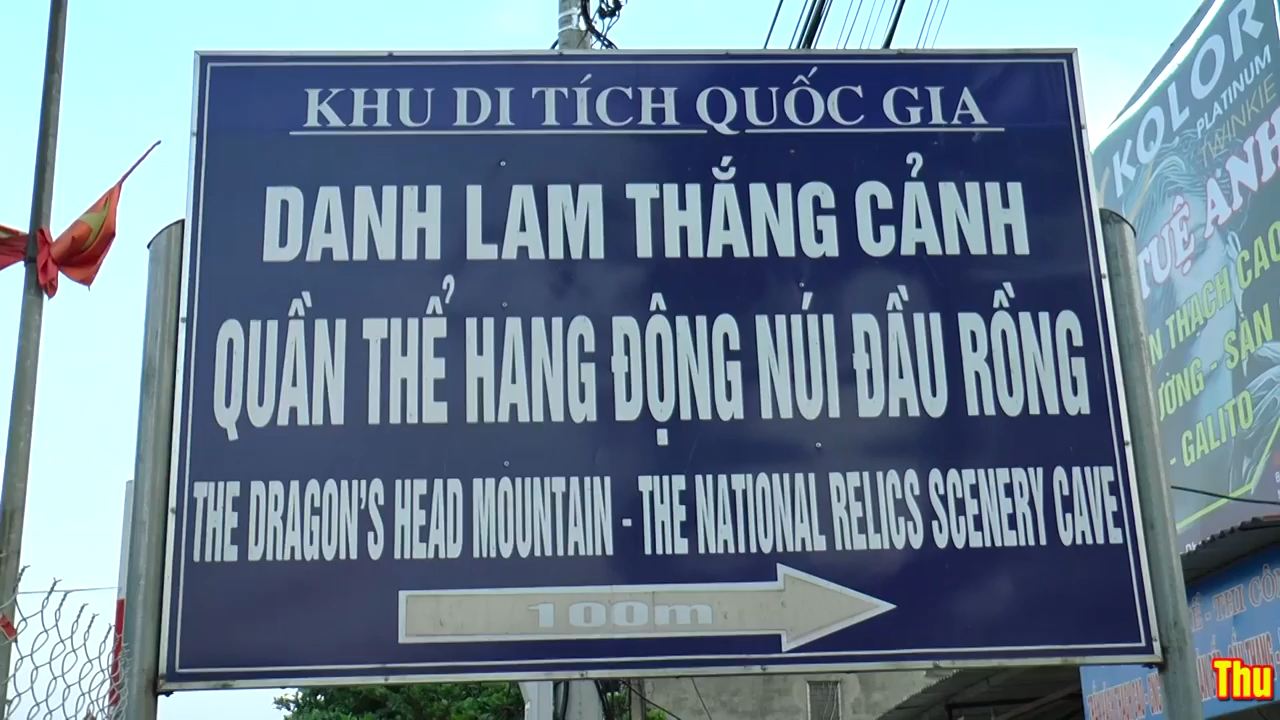 KHU DI TÍCH QUỐC GIA
DANH LAM THẮNG CẢNH
QUẦN THỂ HANG ĐỘNG NÚI ĐẦU RỒNG
THE DRAGON'S HEAD MOUNTAIN - THE NATIONAL RELICS SCENERY CAVE
100m
KOLOR
PLATINUM
TWINKIE
TUỆ ANH
THẠCH CAO
- SÀN
- GALITO
Thu